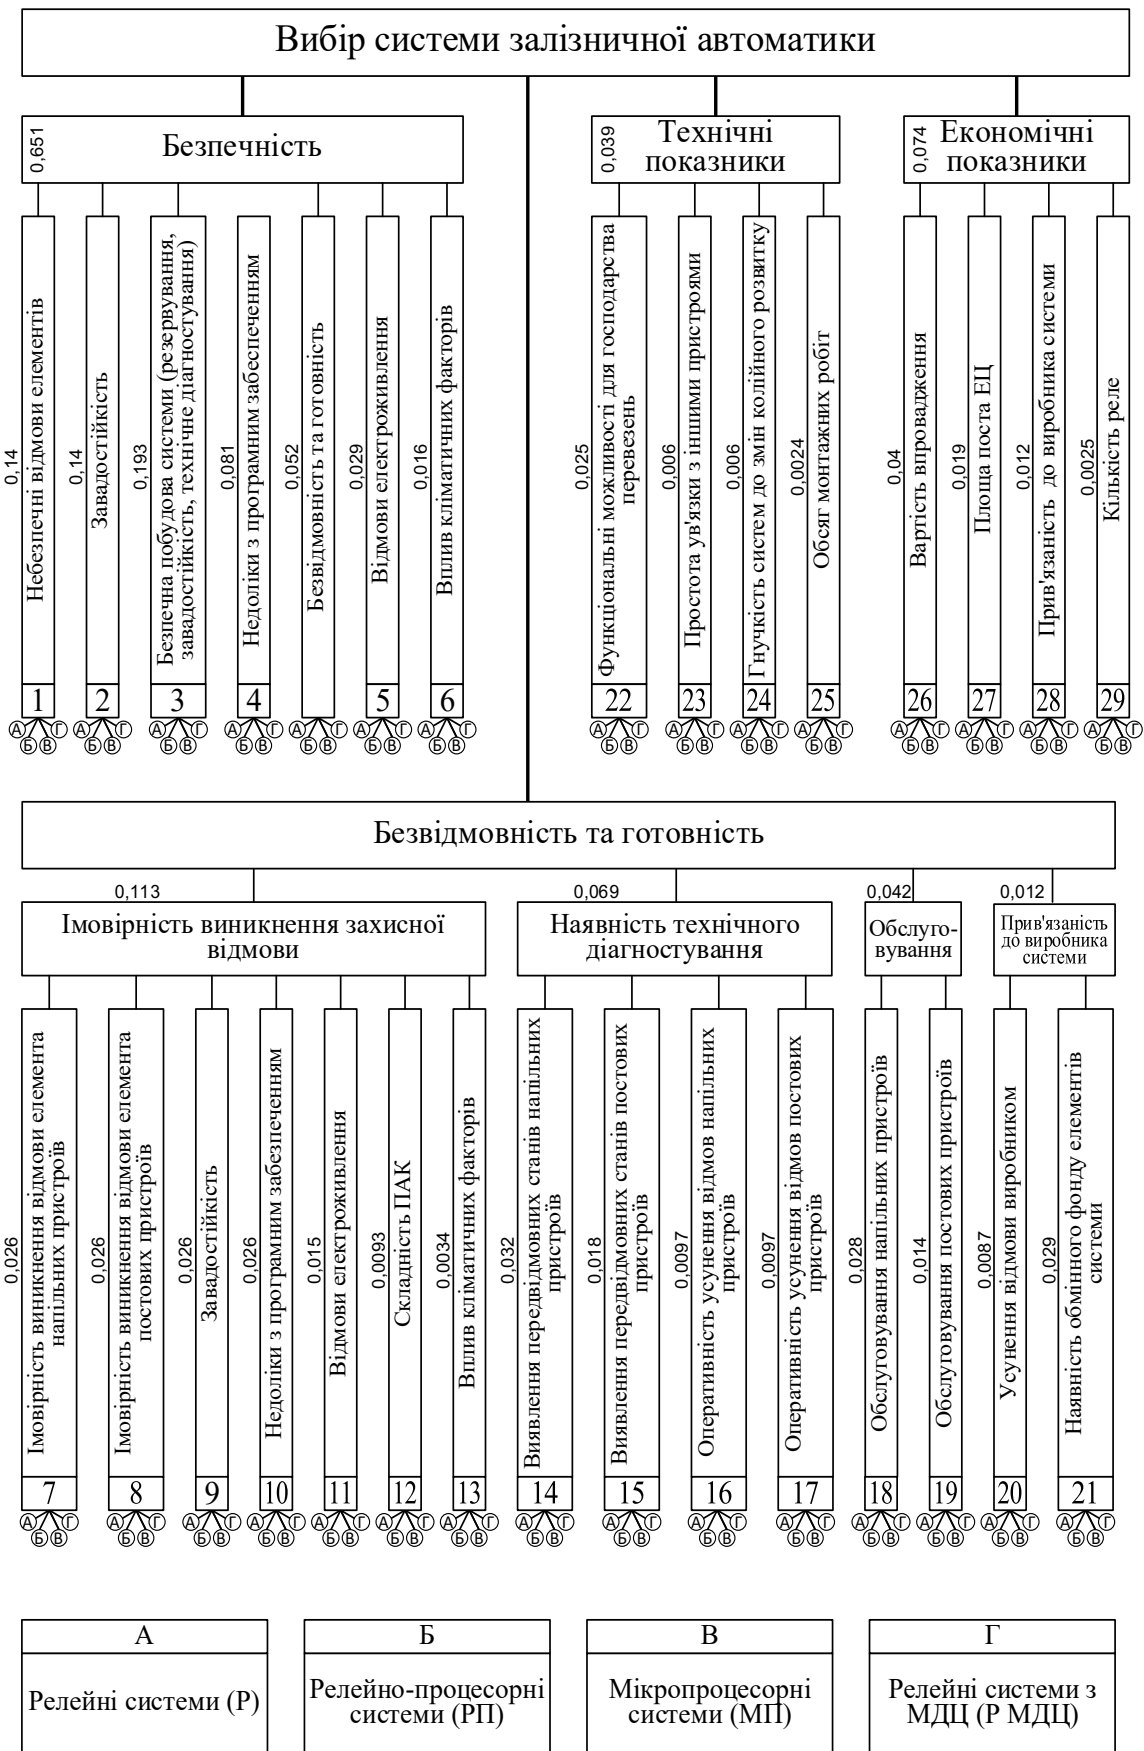 Вибір системи залізничної автоматики
0,651
Безпечність
0,039
Технічні
показники
0,074
Економічні
показники
0,14
Небезпечні відмови елементів
0,14
Завадостійкість
0,193
Безпечна побудова системи (резервування,
завадостійкість, технічне діагностування)
0,081
Недоліки з програмним забеспеченням
0,052
Безвідмовність та готовність
0,029
Відмови електроживлення
0,016
Вплив кліматичних факторів
0,025
Функціональні можливості для господарства
перевезень
0,006
Простота ув'язки з іншими пристроями
0,006
Гнучкість систем до змін колійного розвитку
0,0024
Обсяг монтажних робіт
0,04
Вартість впровадження
0,019
Площа поста ЕЦ
0,012
Прив'язаність до виробника системи
0,0025
Кількість реле
1 2 3 4 5 6 22 23 24 25 26 27 28 29
А Г А Г А Г А Г А Г А Г А Г А Г А Г А Г А Г А Г А Г А Г
Б В Б В Б В Б В Б В Б В Б В Б В Б В Б В Б В Б В Б В Б В
Безвідмовність та готовність
0,113
Імовірність виникнення захисної
відмови
0,069
Наявність технічного
діагностування
0,042
Обслуго-
вування
0,012
Прив'язаність
до виробника
системи
0,026
Імовірність виникнення відмови елемента
напільних пристроїв
0,026
Імовірність виникнення відмови елемента
постових пристроїв
0,026
Завадостійкість
0,026
Недоліки з програмним забезпеченням
0,015
Відмови електроживлення
0,0093
Складність ПАК
0,0034
Вплив кліматичних факторів
0,032
Виявлення передвідмовних станів напільних
пристроїв
0,018
Виявлення передвідмовних станів постових
пристроїв
0,0097
Оперативність усунення відмов напільних
пристроїв
0,0097
Оперативність усунення відмов постових
пристроїв
0,028
Обслуговування напільних пристроїв
0,014
Обслуговування постових пристроїв
0,0087
Усунення відмови виробником
0,029
Наявність обмінного фонду елементів
системи
7 8 9 10 11 12 13 14 15 16 17 18 19 20 21
А Г А Г А Г А Г А Г А Г А Г А Г А Г А Г А Г А Г А Г А Г А Г
Б В Б В Б В Б В Б В Б В Б В Б В Б В Б В Б В Б В Б В Б В Б В
А
Релейні системи (Р)
Б
Релейно-процесорні
системи (РП)
В
Мікропроцесорні
системи (МП)
Г
Релейні системи з
МДЦ (Р МДЦ)